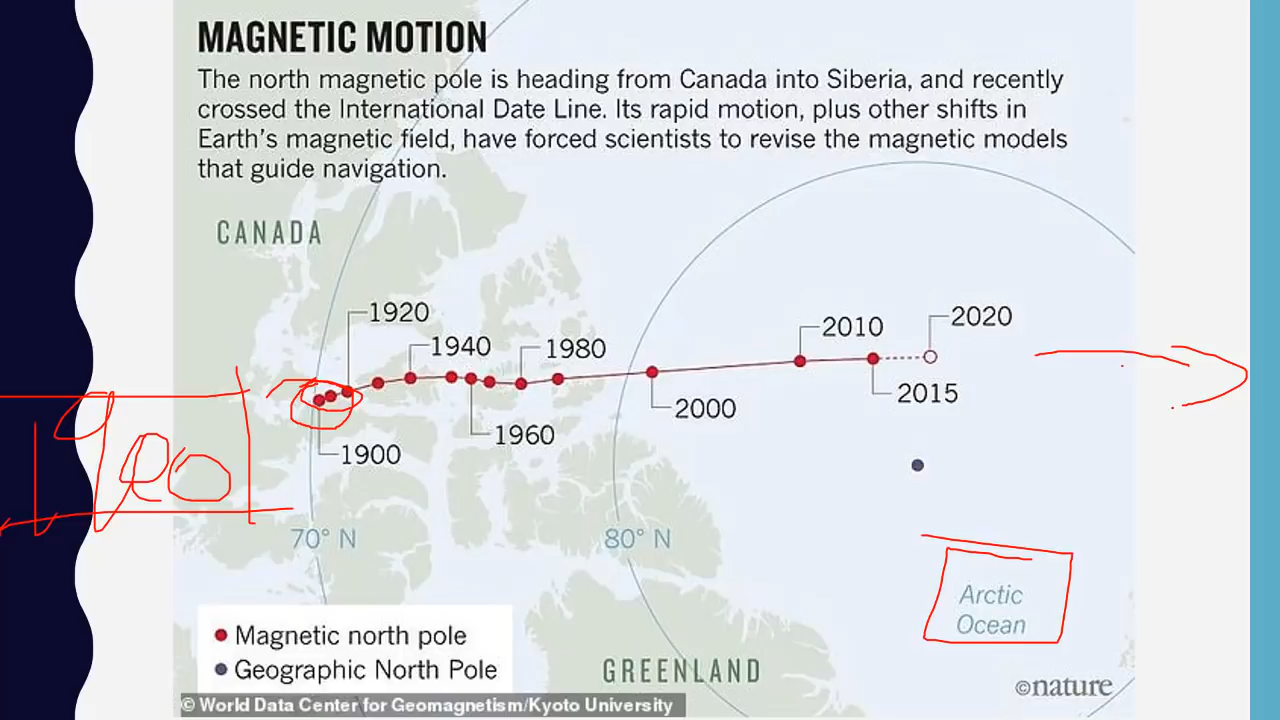 MAGNETIC MOTION
The north magnetic pole is heading from Canada into Siberia, and recently
crossed the International Date Line. Its rapid motion, plus other shifts in
Earth's magnetic field, have forced scientists to revise the magnetic models
that guide navigation.
CANADA
1920
1940
1980
2010
2020
2015
2000
1960
1900
1900
70° N
80° N
Arctic
Ocean
Magnetic north pole
Geographic North Pole
GREENLAND
©nature
© World Data Center for Geomagnetism/Kyoto University